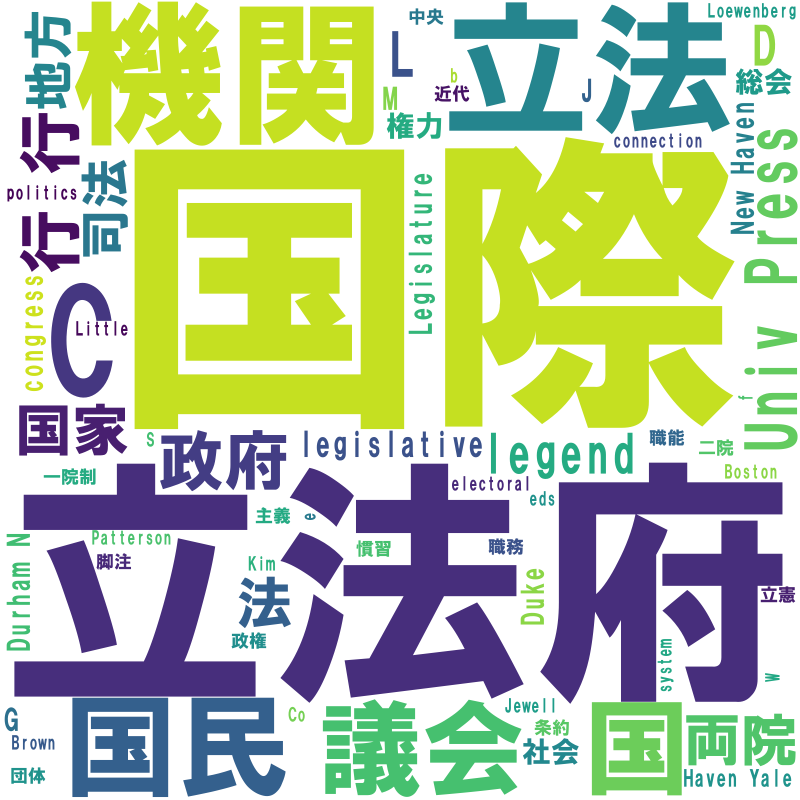 中央
Loewenberg
地方
機関
L
立法
D
総会
b
M
近代
J
権力
connection
行
行
politics
司法
New Haven
Univ Press
国際
Legislature
congress
C
Little
f
国家
S
政府
legislative
legend
職能
二院
一院制
Boston
electoral
eds
立法府
主義
e
Patterson
慣習
職務
脚注
Durham N
Kim
法
Duke
立憲
政権
system
w
国民
議会
国
両院
G
Co
Jewell
条約
Brown
社会
団体
Haven Yale